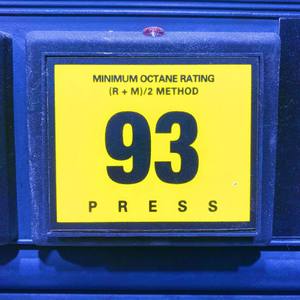 MINIMUM OCTANE RATING
(R + M)/2 METHOD
93
PRESS